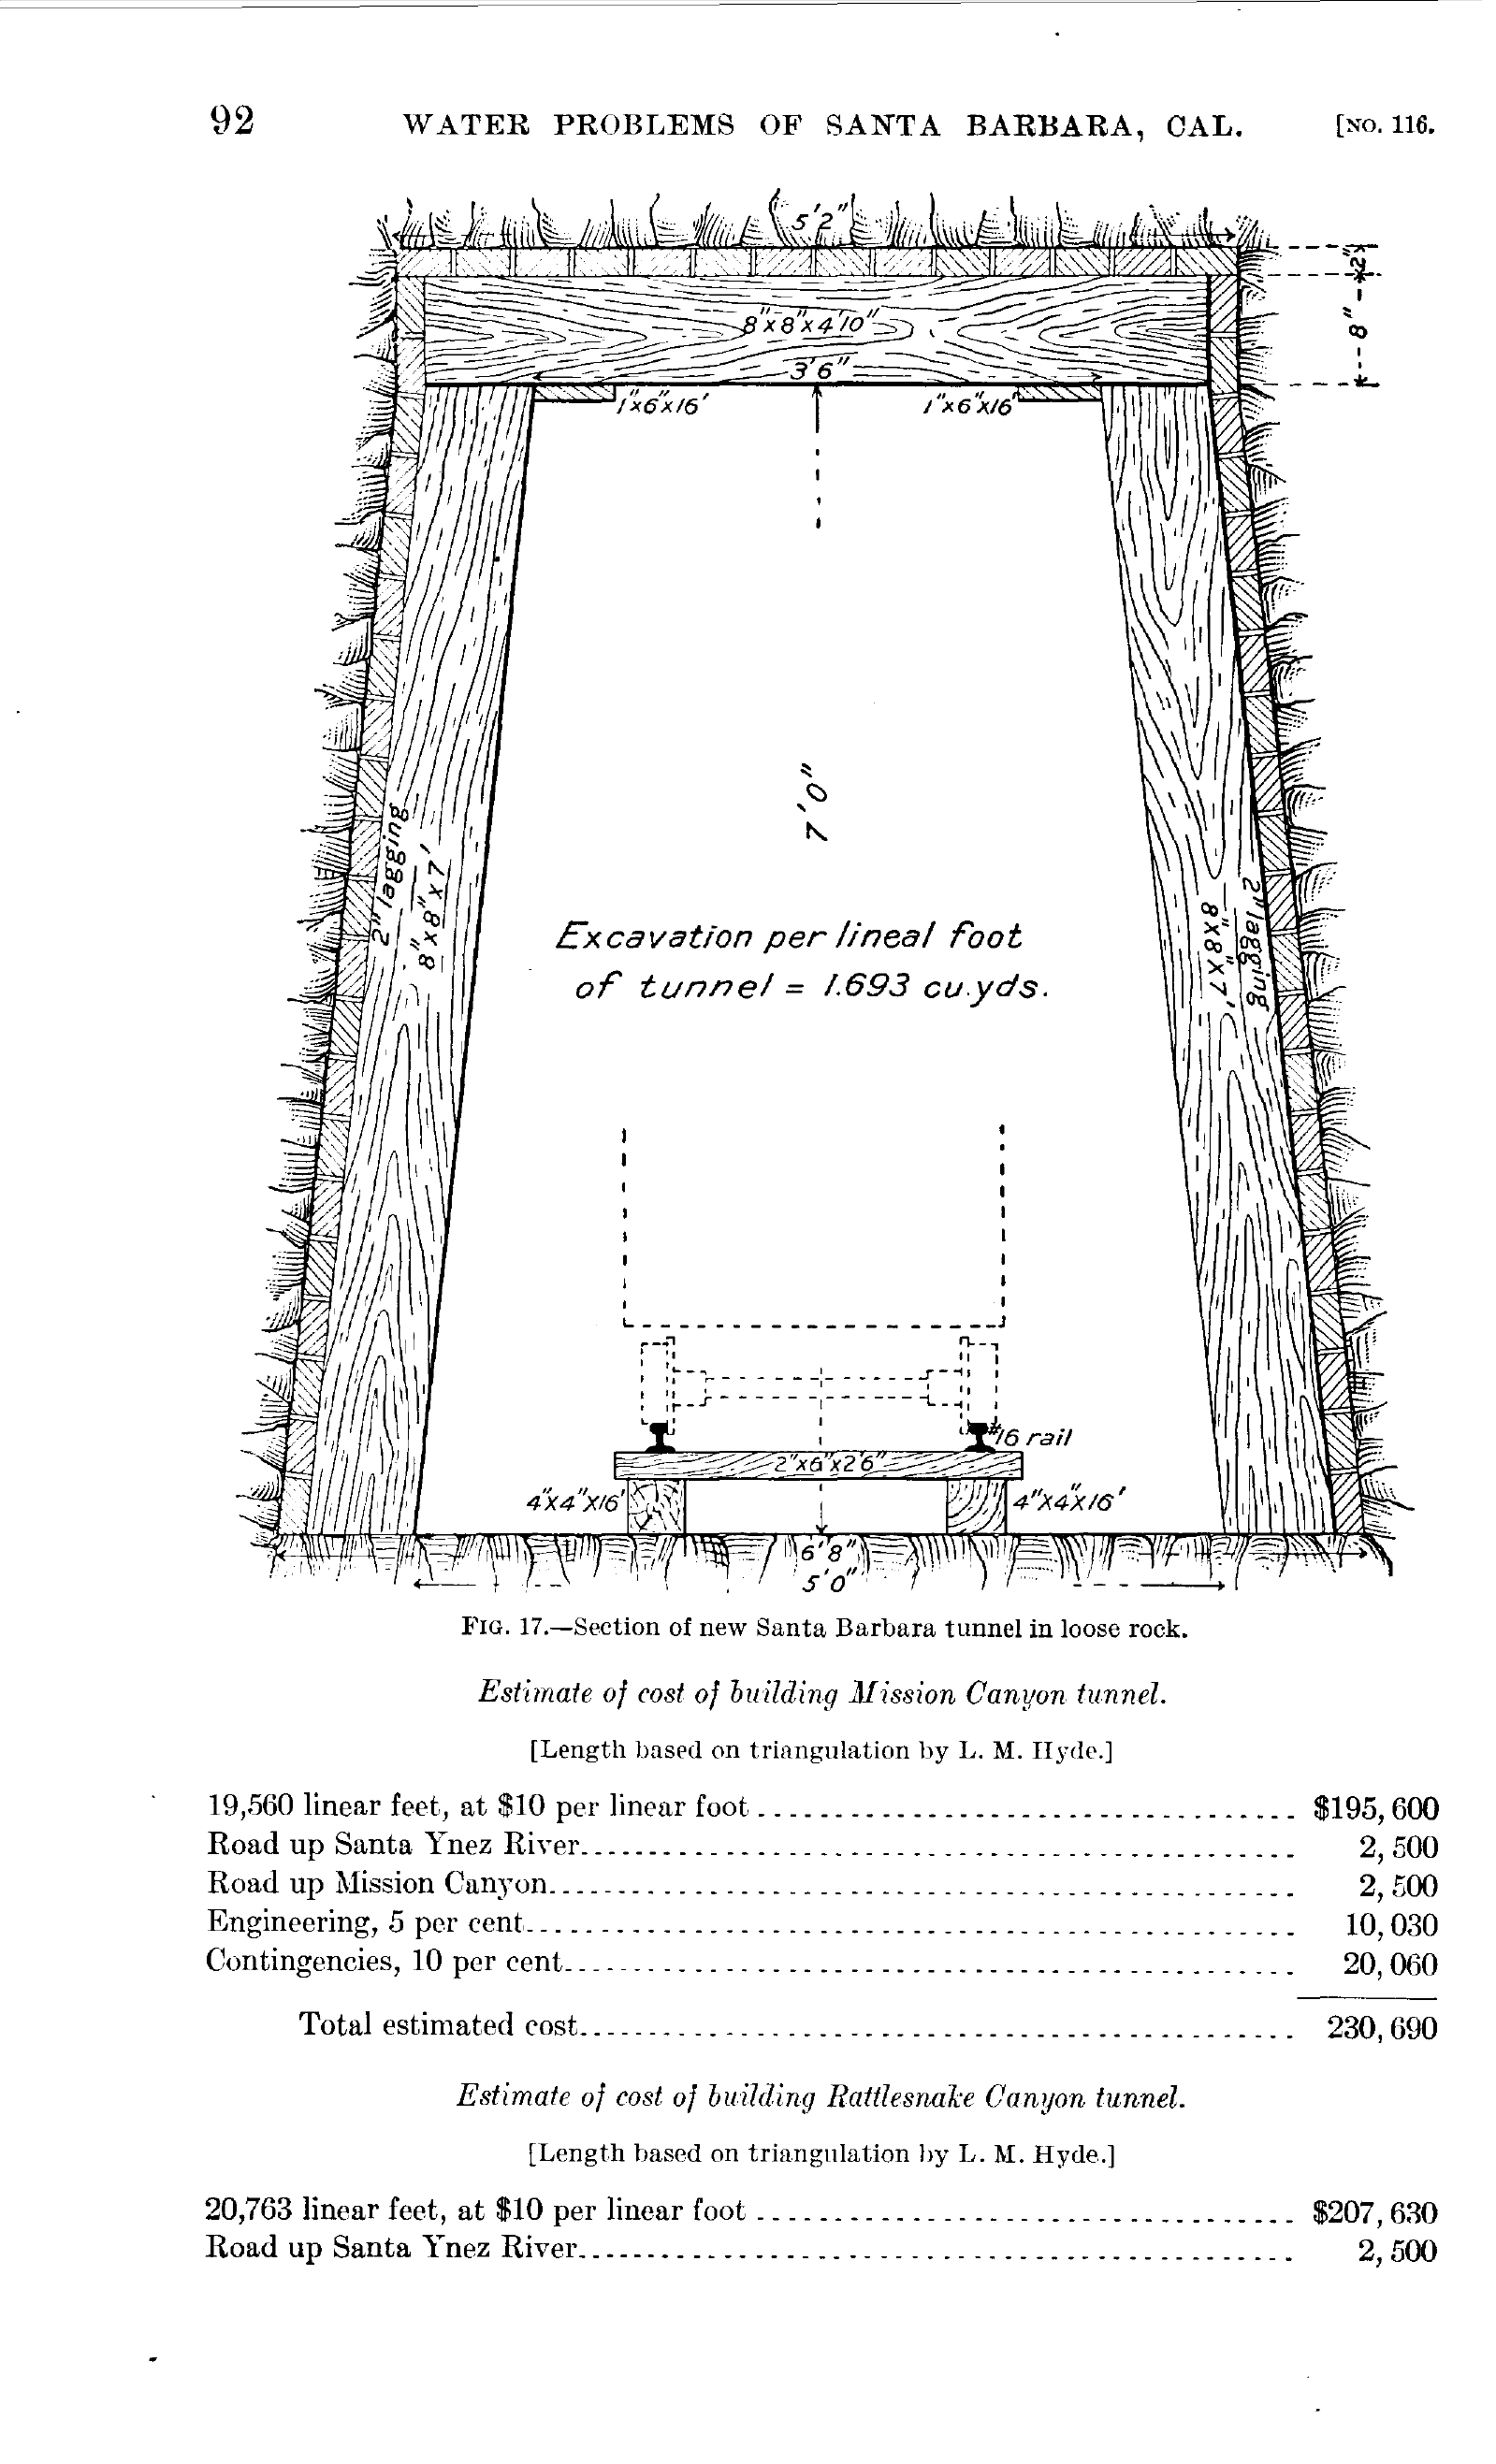 92 WATER PROBLEMS OF SANTA BARBARA, CAL. [NO. 116.
5'2"
2"
8"x8"x4'10"
8"
3'6"
1"x6"x16'
1"x6"x16'
7'0"
2" lagging
8"x8"x7'
2" lagging
8"x8"x7'
Excavation per lineal foot
of tunnel = 1.693 cu.yds.
#16 rail
2"x6"x2'6"
4"x4"x16'
4"x4"x16'
6'8"
5'0"
FIG. 17.—Section of new Santa Barbara tunnel in loose rock.
Estimate of cost of building Mission Canyon tunnel.
[Length based on triangulation by L. M. Hyde.]
19,560 linear feet, at $10 per linear foot $195,600
Road up Santa Ynez River 2,500
Road up Mission Canyon 2,500
Engineering, 5 per cent 10,030
Contingencies, 10 per cent 20,060
Total estimated cost 230,690
Estimate of cost of building Rattlesnake Canyon tunnel.
[Length based on triangulation by L. M. Hyde.]
20,763 linear feet, at $10 per linear foot $207,630
Road up Santa Ynez River 2,500